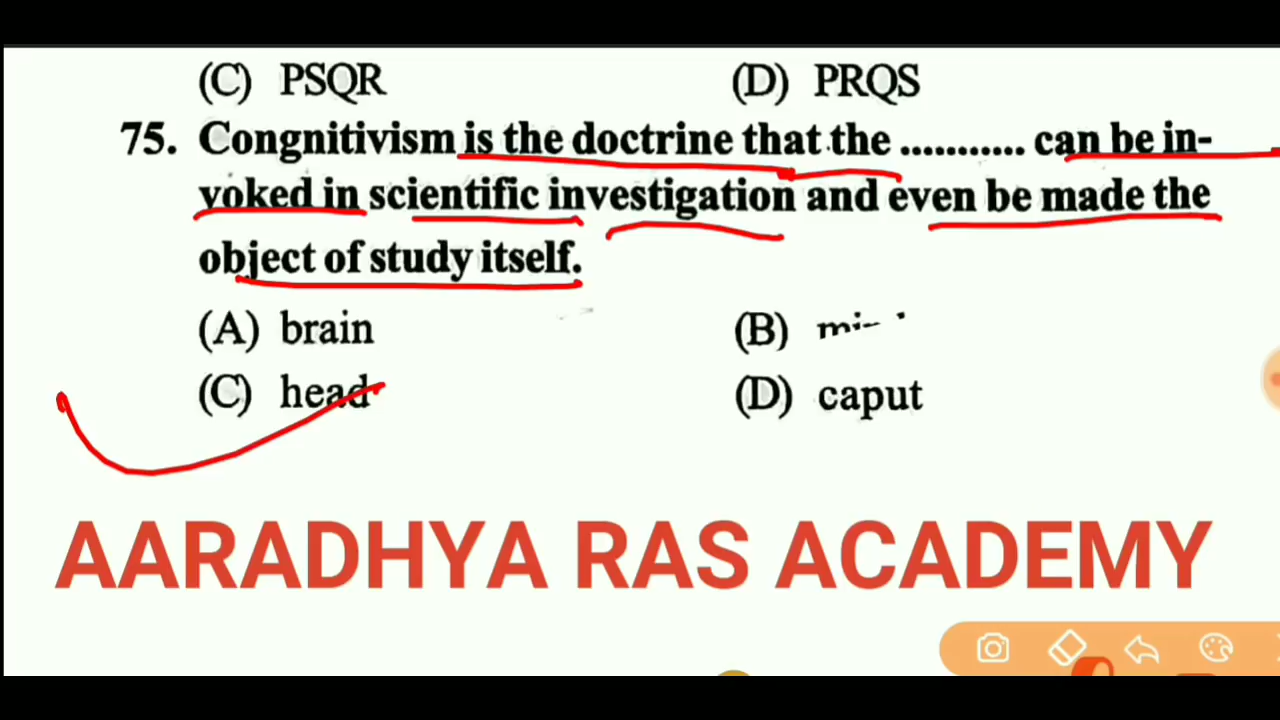 (C) PSQR (D) PRQS
75. Congnitivism is the doctrine that the ........... can be in-
voked in scientific investigation and even be made the
object of study itself.
(A) brain (B)
(C) head (D) caput
AARADHYA RAS ACADEMY